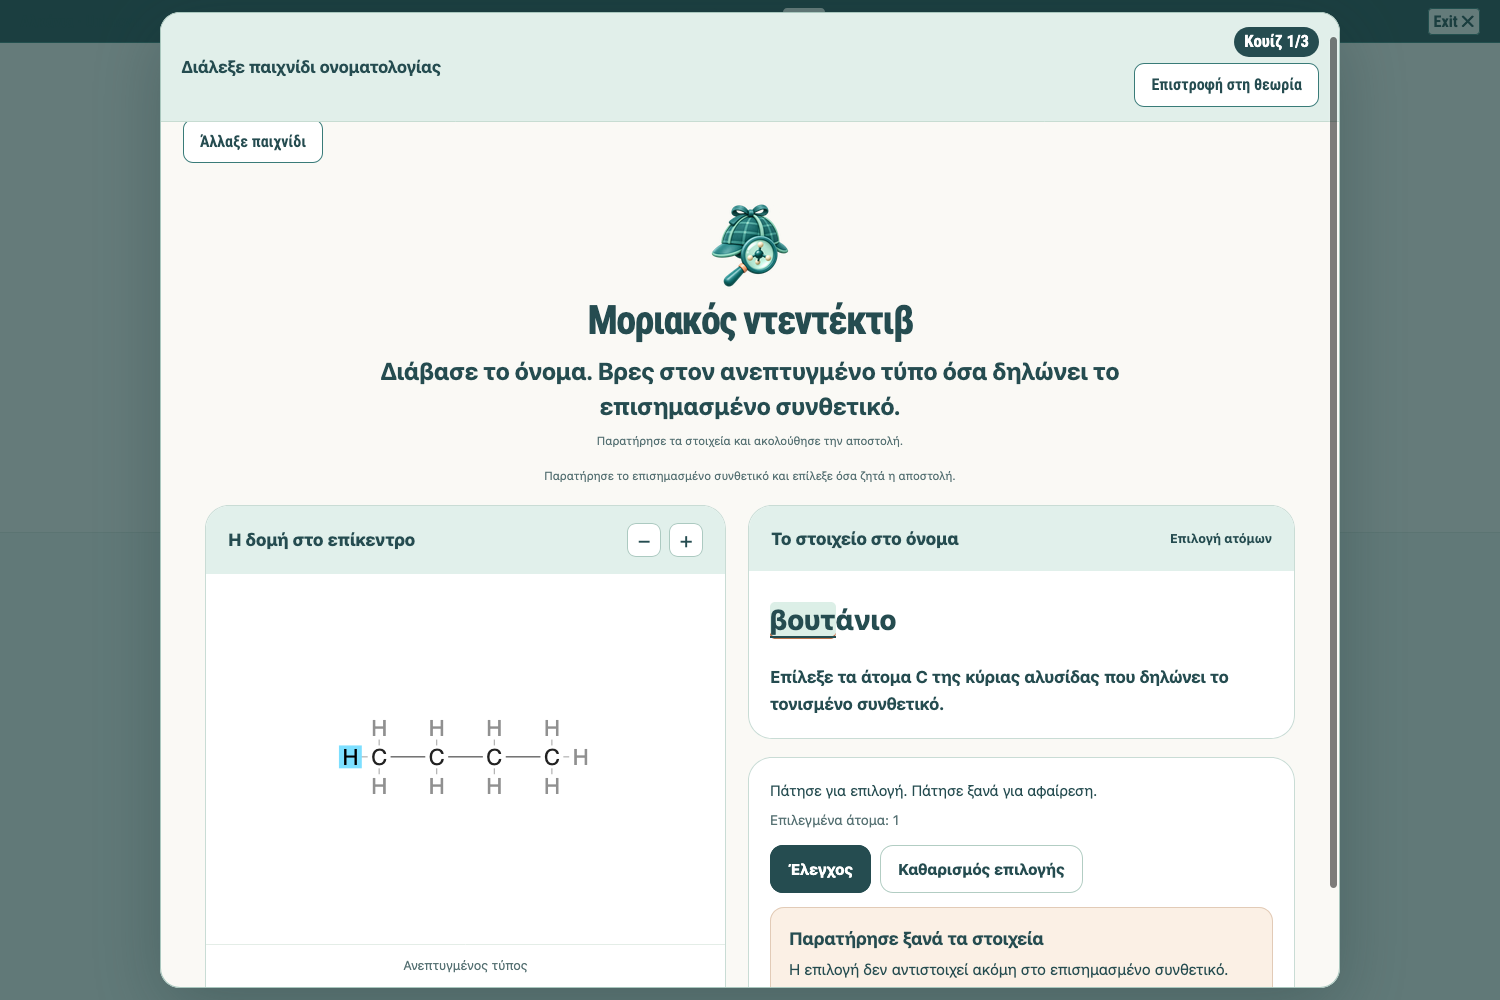 Exit ✕
Διάλεξε παιχνίδι ονοματολογίας
Κουίζ 1/3
Επιστροφή στη θεωρία
Άλλαξε παιχνίδι
Μοριακός ντεντέκτιβ
Διάβασε το όνομα. Βρες στον ανεπτυγμένο τύπο όσα δηλώνει το
επισημασμένο συνθετικό.
Παρατήρησε τα στοιχεία και ακολούθησε την αποστολή.
Παρατήρησε το επισημασμένο συνθετικό και επίλεξε όσα ζητά η αποστολή.
Η δομή στο επίκεντρο
− +
H H H H
H C C C C H
H H H H
Ανεπτυγμένος τύπος
Το στοιχείο στο όνομα
Επιλογή ατόμων
βουτάνιο
Επίλεξε τα άτομα C της κύριας αλυσίδας που δηλώνει το
τονισμένο συνθετικό.
Πάτησε για επιλογή. Πάτησε ξανά για αφαίρεση.
Επιλεγμένα άτομα: 1
Έλεγχος
Καθαρισμός επιλογής
Παρατήρησε ξανά τα στοιχεία
Η επιλογή δεν αντιστοιχεί ακόμη στο επισημασμένο συνθετικό.